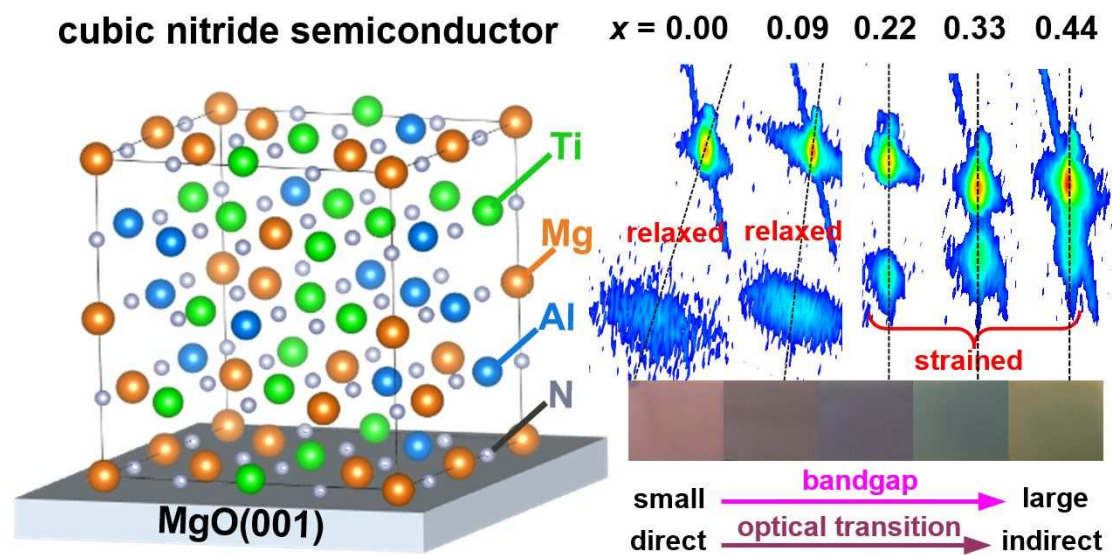 cubic nitride semiconductor
x = 0.00 0.09 0.22 0.33 0.44
Ti
Mg
Al
N
MgO(001)
relaxed relaxed
strained
small bandgap large
direct optical transition indirect